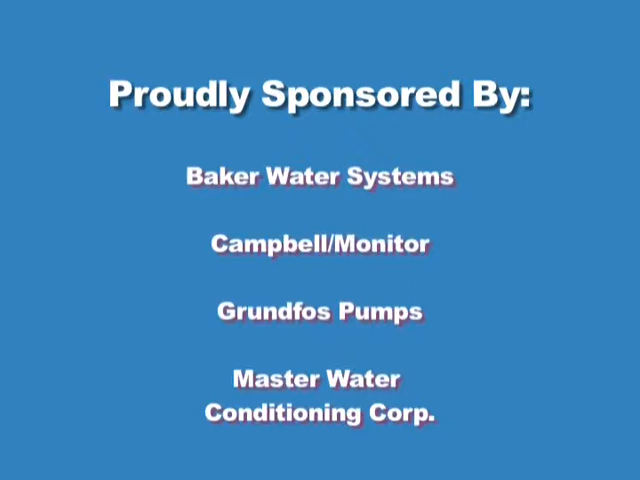 Proudly Sponsored By:
Baker Water Systems
Campbell/Monitor
Grundfos Pumps
Master Water
Conditioning Corp.